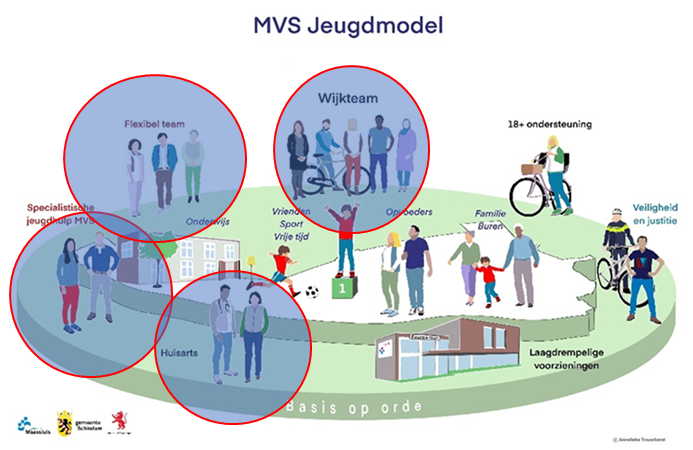 MVS Jeugdmodel
Wijkteam
Flexibel team
18+ ondersteuning
Specialistische
jeugdhulp MVS
Onderwijs
Vrienden
Sport
Vrije tijd
Opvoeders
Familie
Buren
Veiligheid
en justitie
1
Huisarts
Laagdrempelige
voorzieningen
Basis op orde
Maassluis
gemeente
Schiedam
© Annelieke Trouwborst